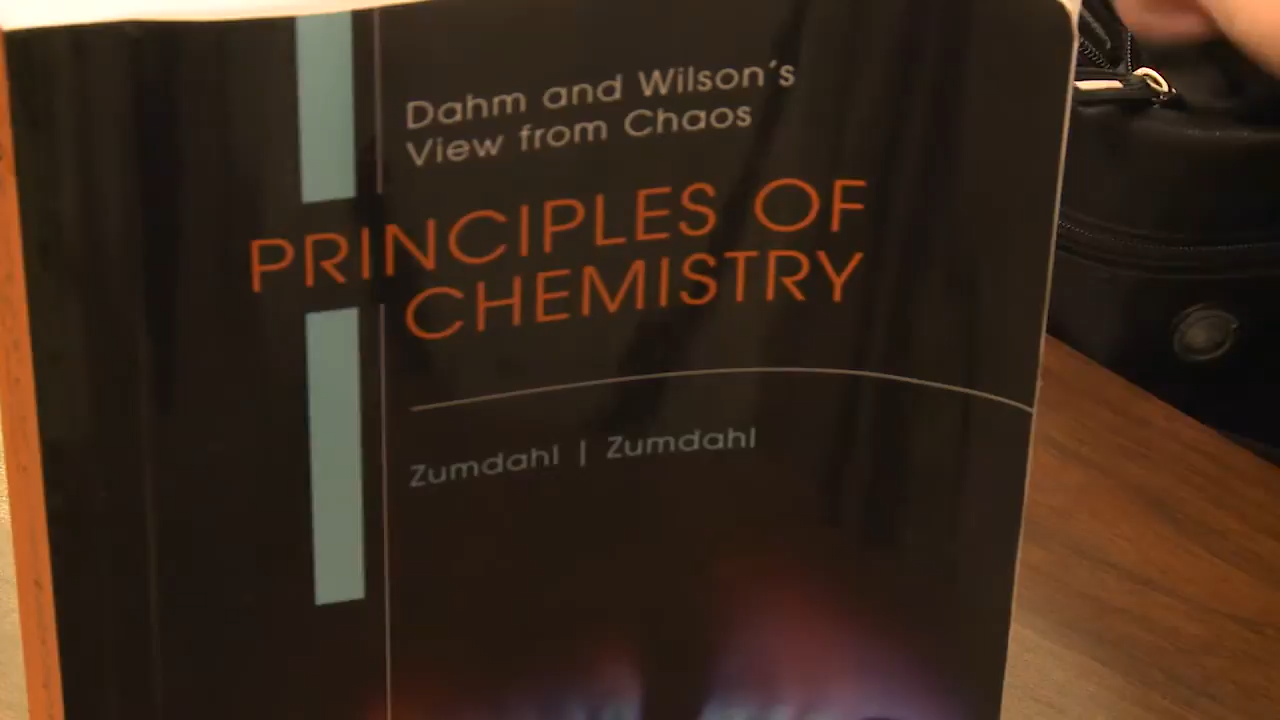 Dahm and Wilson's
View from Chaos
PRINCIPLES OF
CHEMISTRY
Zumdahl | Zumdahl